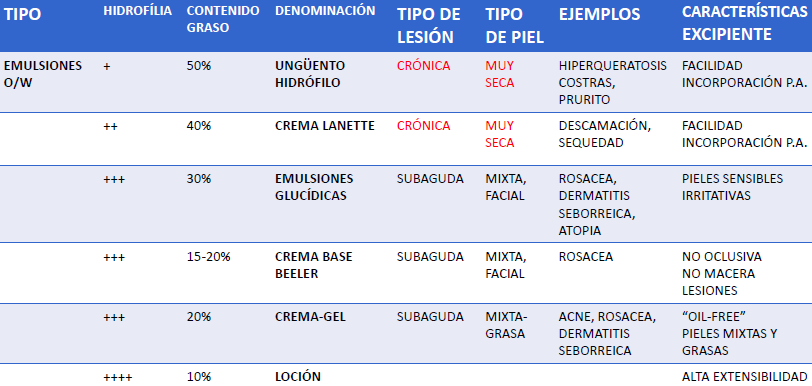 TIPO HIDROFÍLIA CONTENIDO GRASO DENOMINACIÓN TIPO DE LESIÓN TIPO DE PIEL EJEMPLOS CARACTERÍSTICAS EXCIPIENTE
EMULSIONES O/W + 50% UNGÜENTO HIDRÓFILO CRÓNICA MUY SECA HIPERQUERATOSIS COSTRAS, PRURITO FACILIDAD INCORPORACIÓN P.A.
++ 40% CREMA LANETTE CRÓNICA MUY SECA DESCAMACIÓN, SEQUEDAD FACILIDAD INCORPORACIÓN P.A.
+++ 30% EMULSIONES GLUCÍDICAS SUBAGUDA MIXTA, FACIAL ROSACEA, DERMATITIS SEBORREICA, ATOPIA PIELES SENSIBLES IRRITATIVAS
+++ 15-20% CREMA BASE BEELER SUBAGUDA MIXTA, FACIAL ROSACEA NO OCLUSIVA NO MACERA LESIONES
+++ 20% CREMA-GEL SUBAGUDA MIXTA-GRASA ACNE, ROSACEA, DERMATITIS SEBORREICA “OIL-FREE” PIELES MIXTAS Y GRASAS
++++ 10% LOCIÓN ALTA EXTENSIBILIDAD